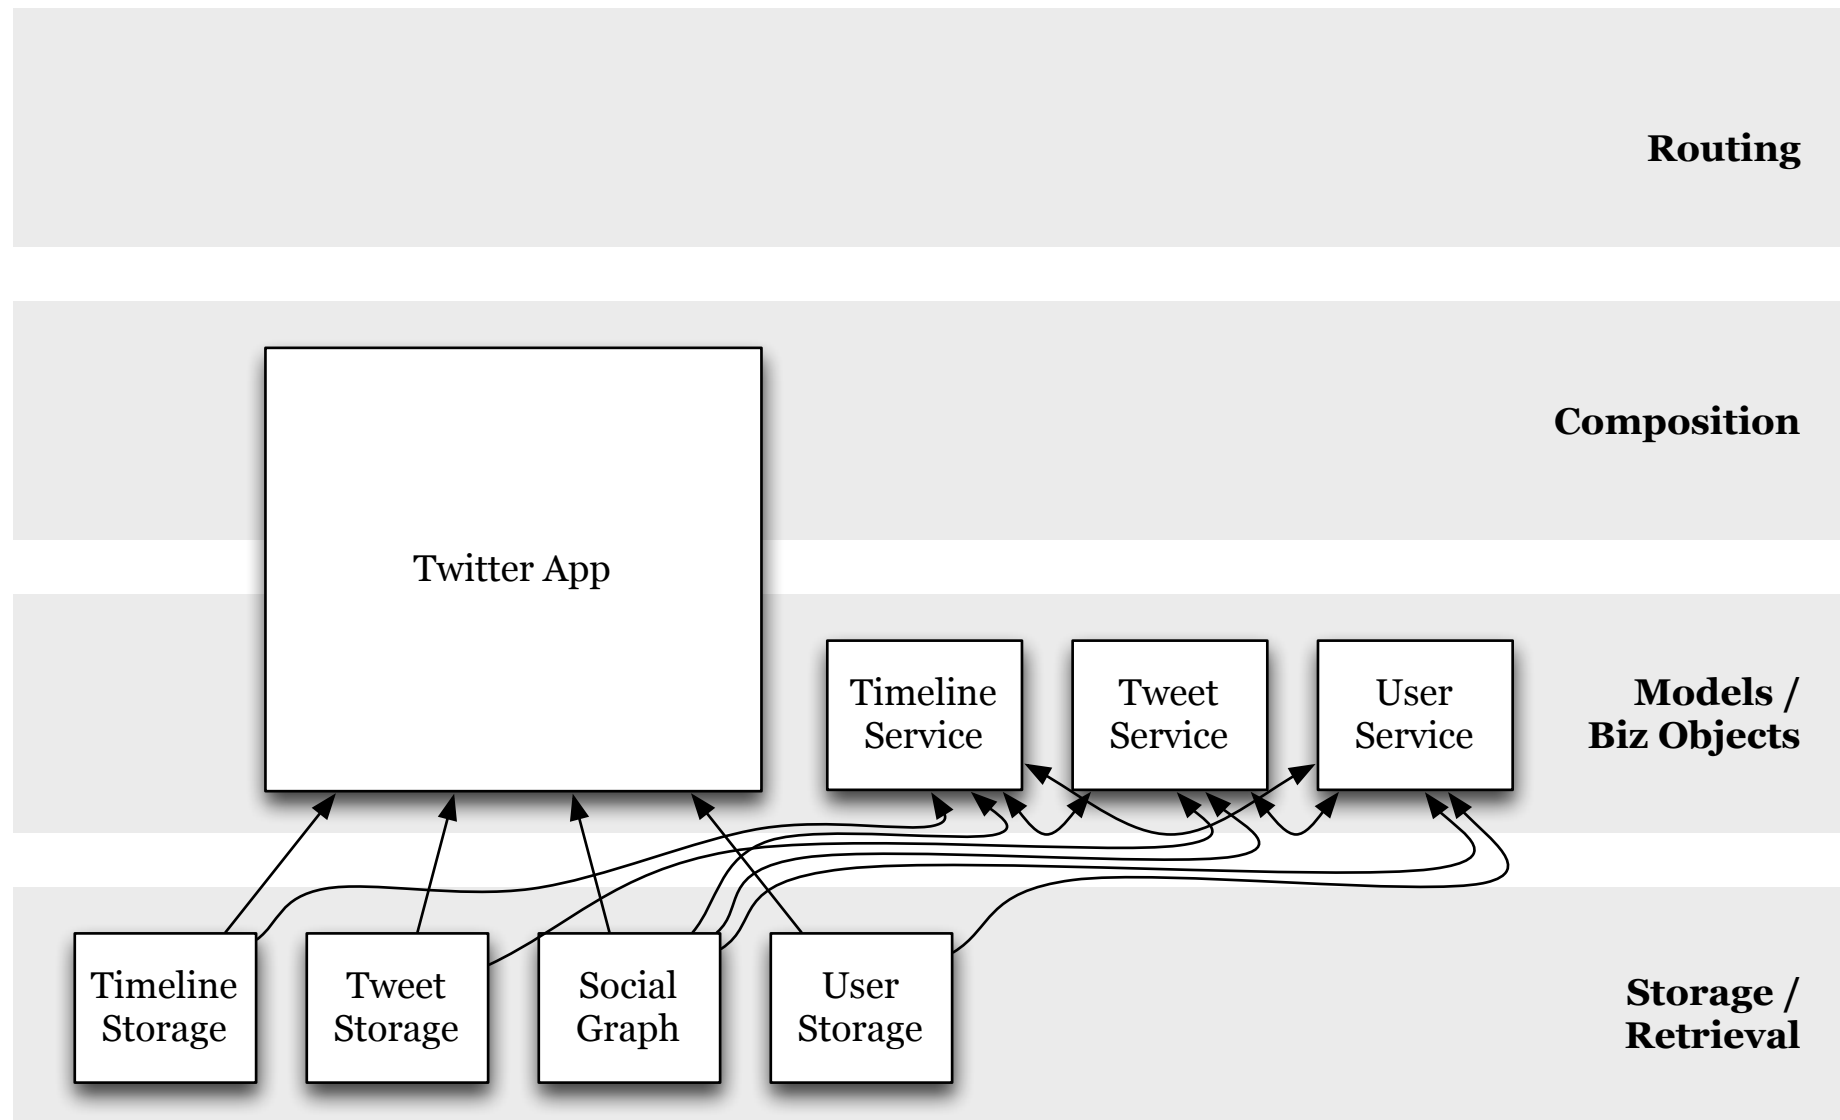 Routing
Composition
Twitter App
Timeline
Service
Tweet
Service
User
Service
Models /
Biz Objects
Timeline
Storage
Tweet
Storage
Social
Graph
User
Storage
Storage /
Retrieval